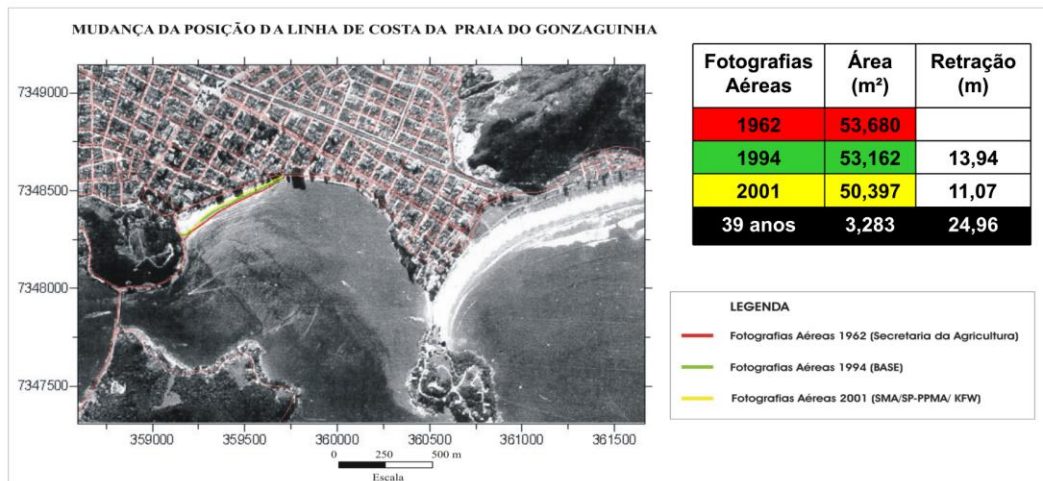 MUDANÇA DA POSIÇÃO DA LINHA DE COSTA DA PRAIA DO GONZAGUINHA
7349000
7348500
7348000
7347500
359000 359500 360000 360500 361000 361500
0 250 500 m
Escala
Fotografias Aéreas Área (m²) Retração (m)
1962 53,680
1994 53,162 13,94
2001 50,397 11,07
39 anos 3,283 24,96
LEGENDA
Fotografias Aéreas 1962 (Secretaria da Agricultura)
Fotografias Aéreas 1994 (BASE)
Fotografias Aéreas 2001 (SMA/SP-PPMA/ KFW)